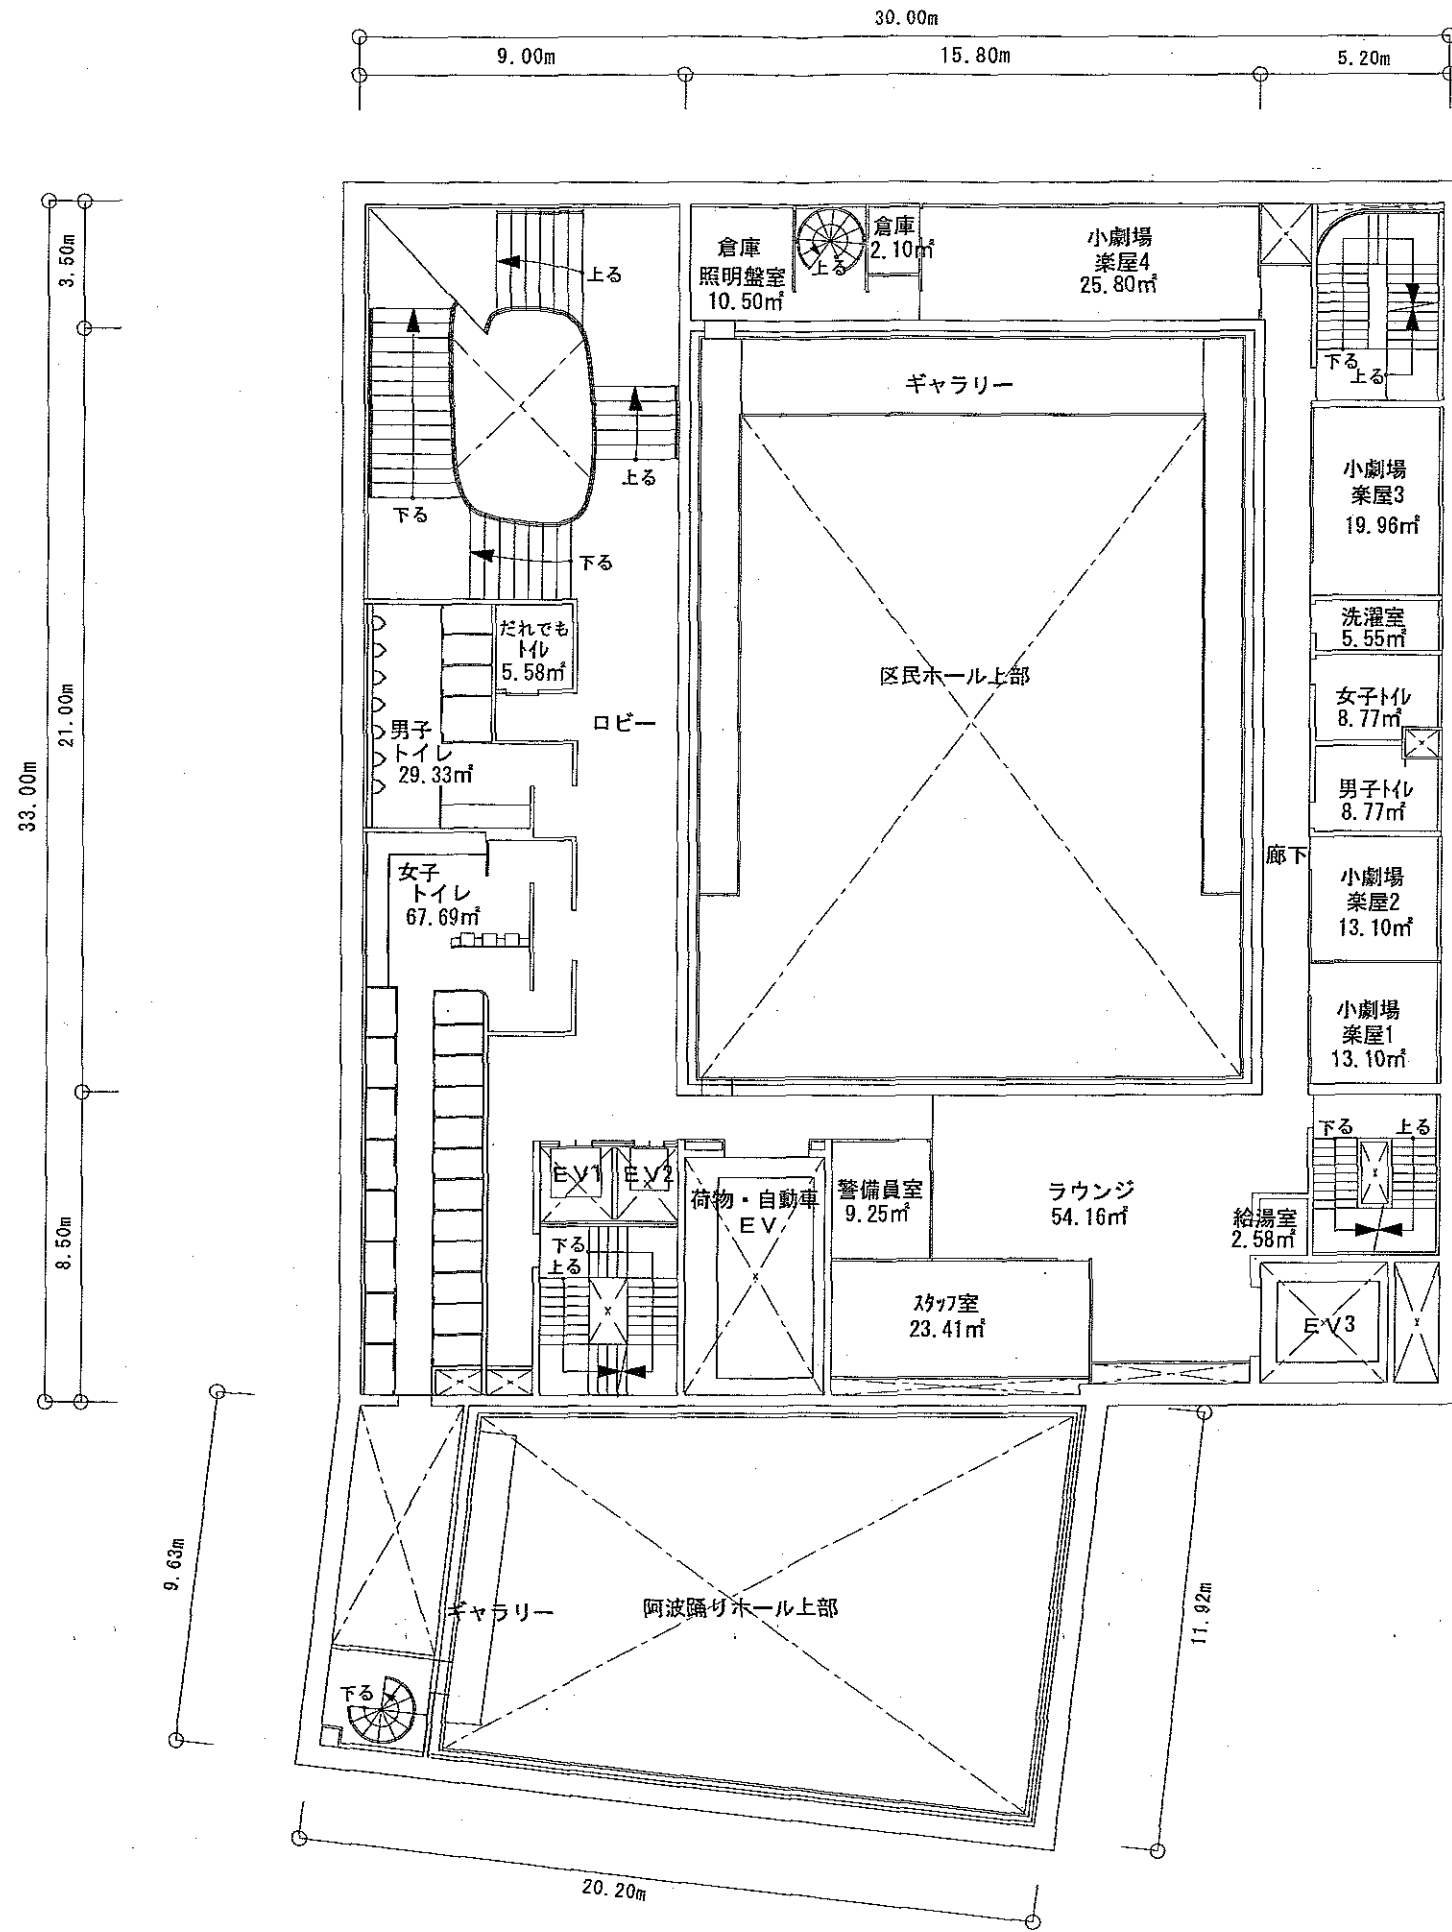 30.00m
9.00m
15.80m
5.20m
3.50m
21.00m
33.00m
8.50m
上る
倉庫
照明盤室
10.50㎡
上る
倉庫
2.10㎡
小劇場
楽屋4
25.80㎡
下る
上る
ギャラリー
上る
下る
下る
小劇場
楽屋3
19.96㎡
洗濯室
5.55㎡
だれでも
ﾄｲﾚ
5.58㎡
区民ホール上部
女子ﾄｲﾚ
8.77㎡
ロビー
男子
トイレ
29.33㎡
男子ﾄｲﾚ
8.77㎡
廊下
女子
トイレ
67.69㎡
小劇場
楽屋2
13.10㎡
小劇場
楽屋1
13.10㎡
下る
上る
EV1
EV2
荷物・自動車
EV
警備員室
9.25㎡
ラウンジ
54.16㎡
給湯室
2.58㎡
下る
上る
ｽﾀｯﾌ室
23.41㎡
EV3
9.63m
ギャラリー
阿波踊りホール上部
11.92m
下る
20.20m